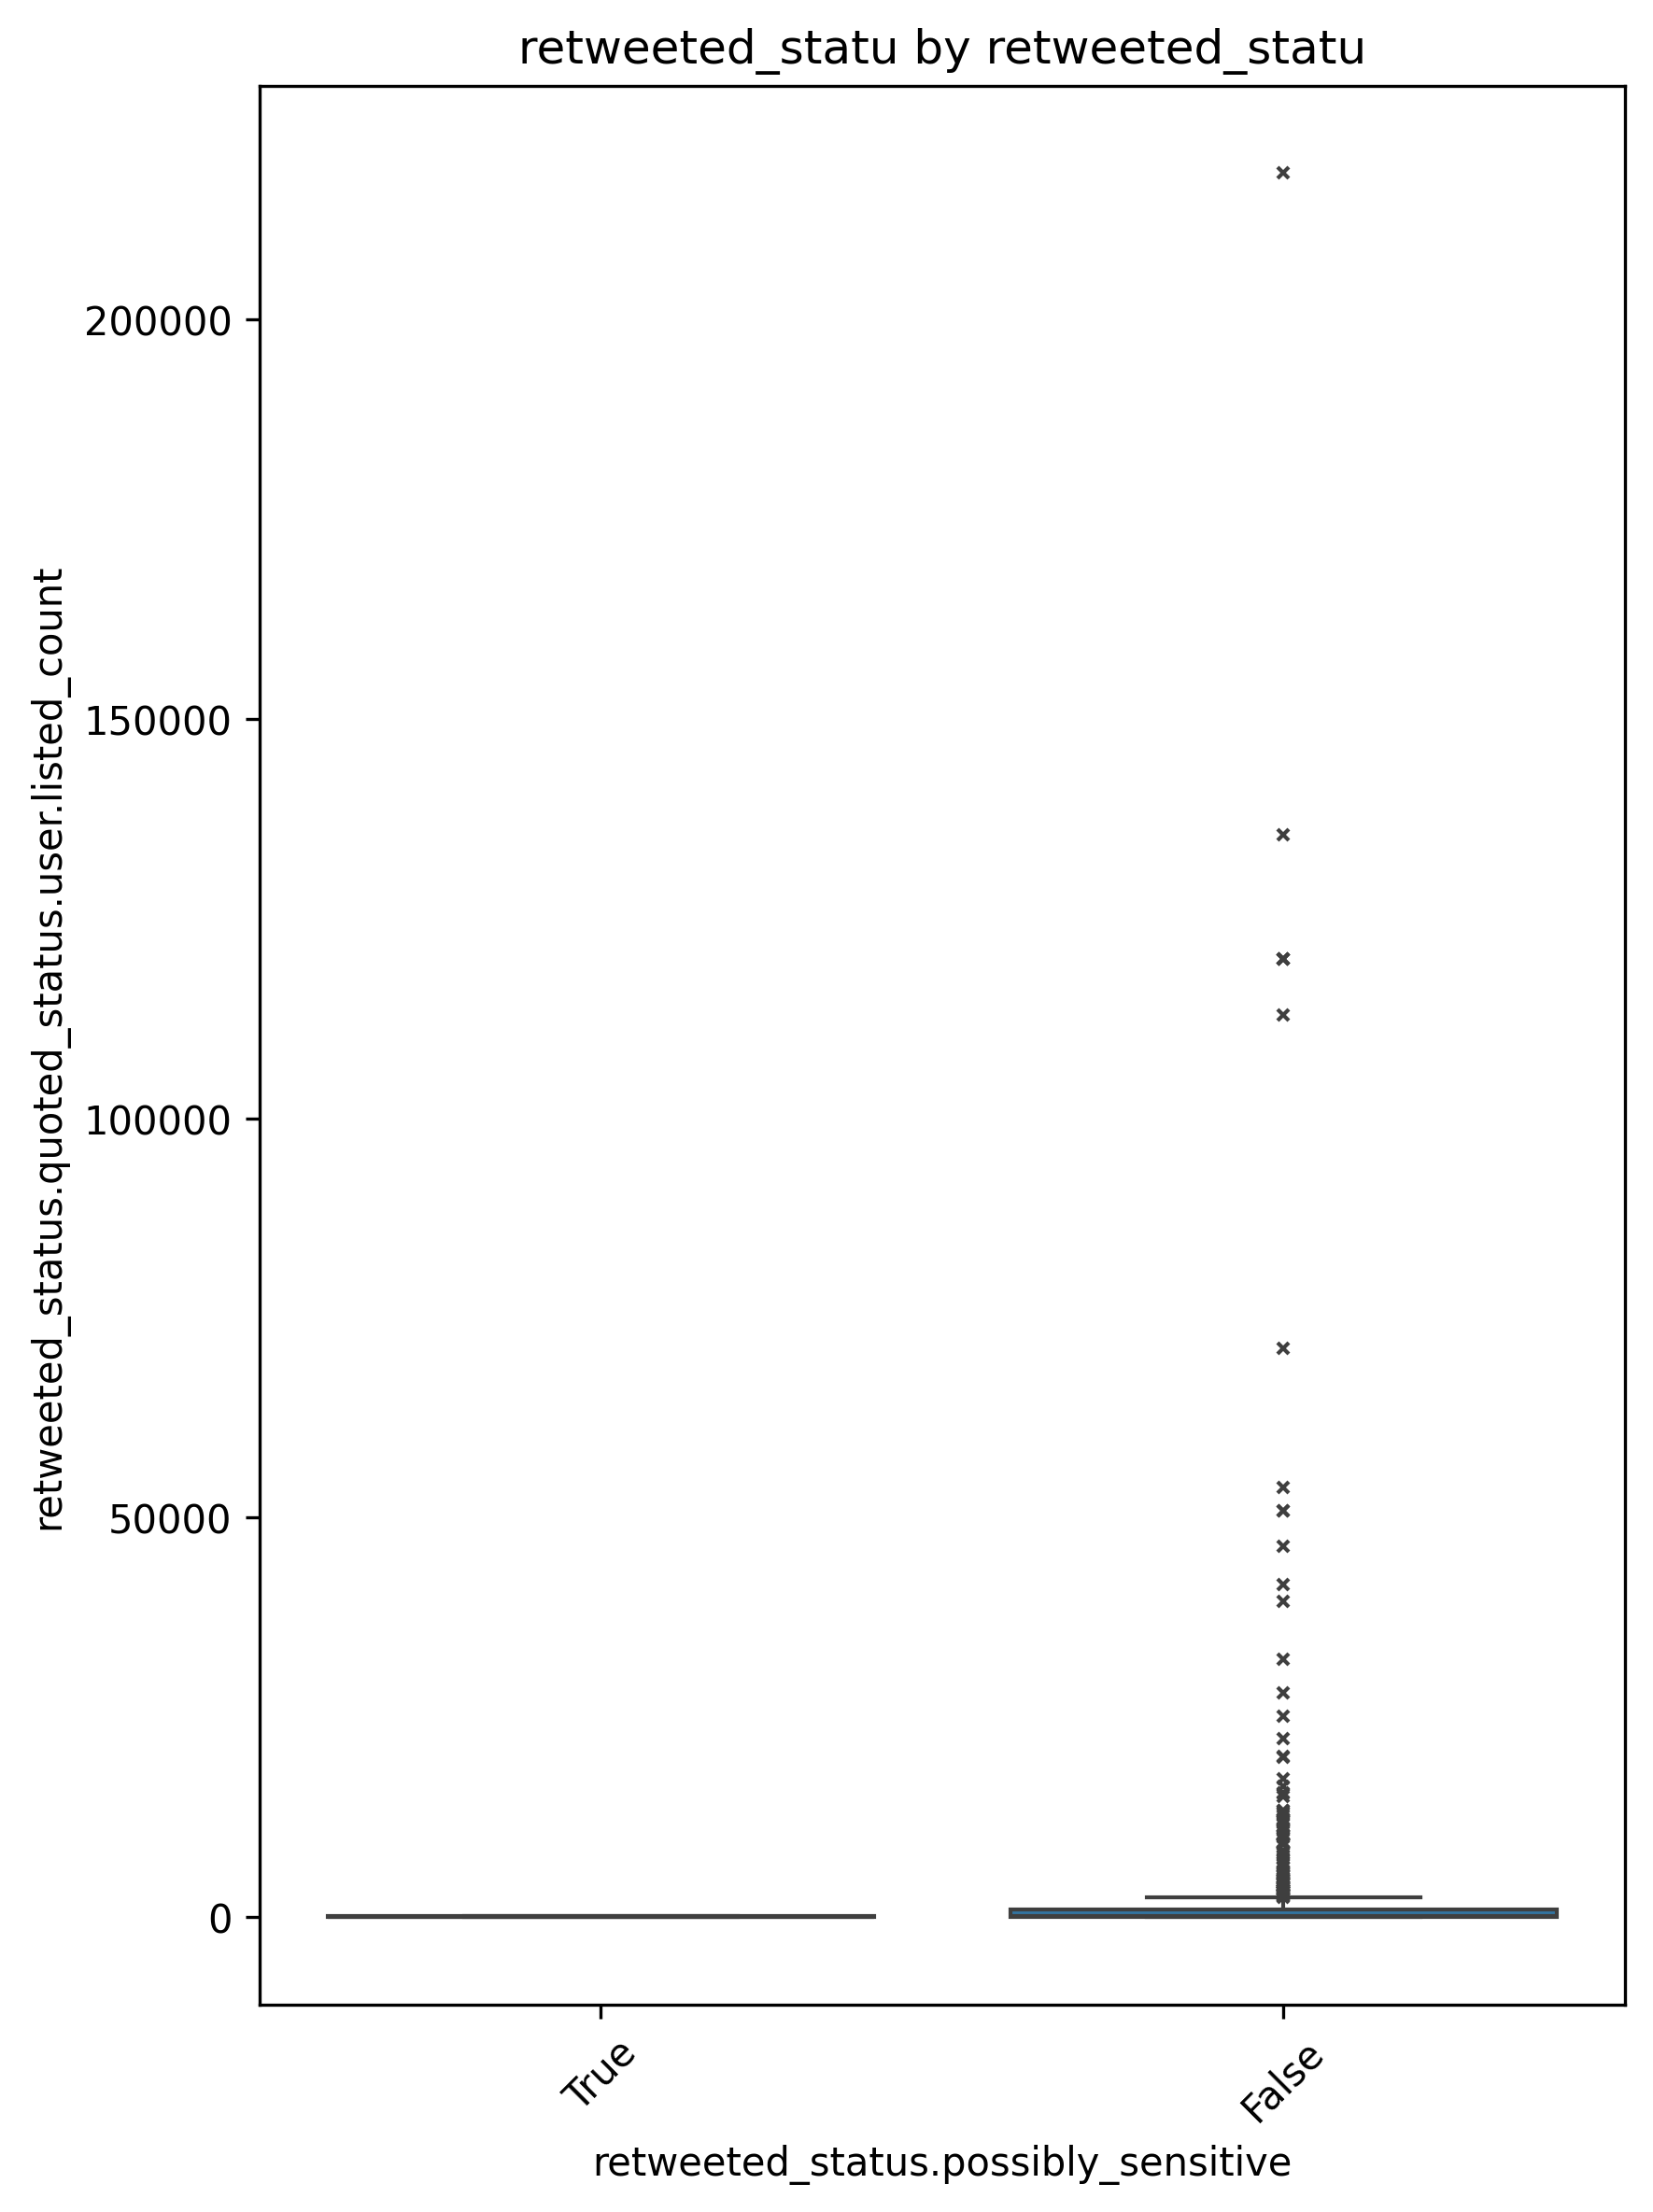 retweeted_statu by retweeted_statu
retweeted_status.quoted_status.user.listed_count
200000
150000
100000
50000
0
True
False
retweeted_status.possibly_sensitive